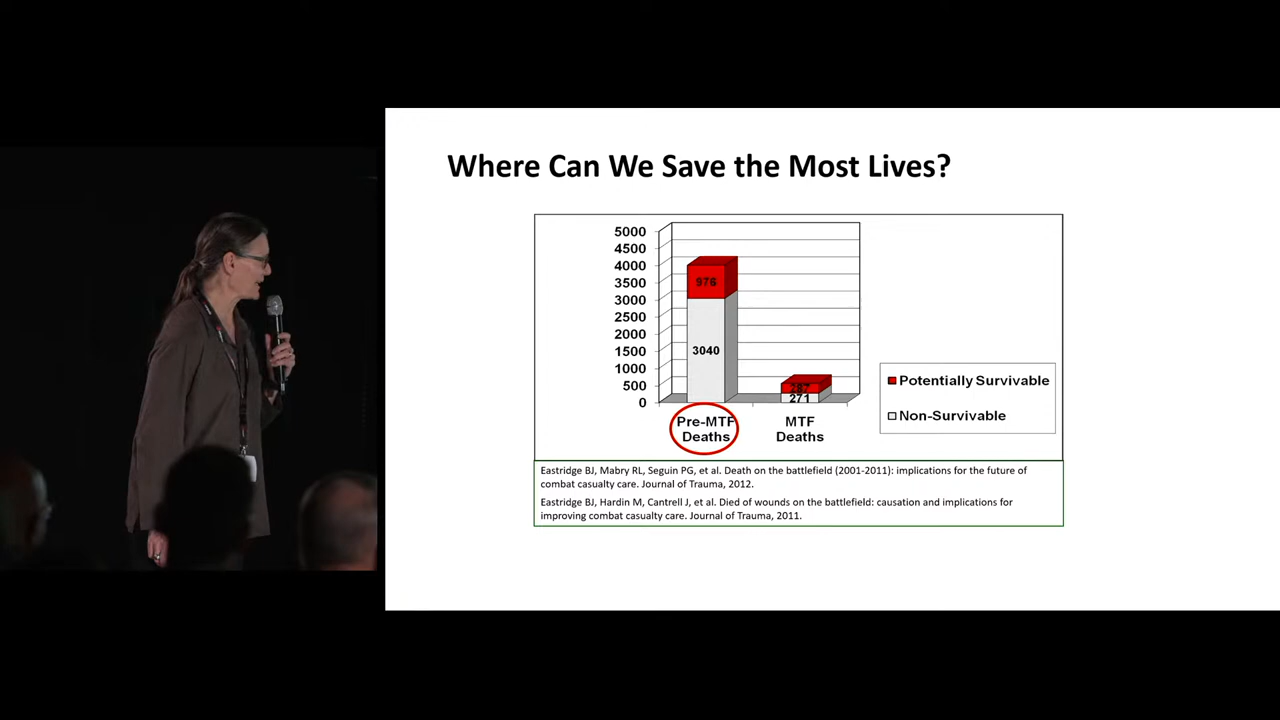 Where Can We Save the Most Lives?
5000
4500
4000
3500
3000
2500
2000
1500
1000
500
0
976
3040
287
271
Pre-MTF
Deaths
MTF
Deaths
Potentially Survivable
Non-Survivable
Eastridge BJ, Mabry RL, Seguin PG, et al. Death on the battlefield (2001-2011): implications for the future of
combat casualty care. Journal of Trauma, 2012.
Eastridge BJ, Hardin M, Cantrell J, et al. Died of wounds on the battlefield: causation and implications for
improving combat casualty care. Journal of Trauma, 2011.